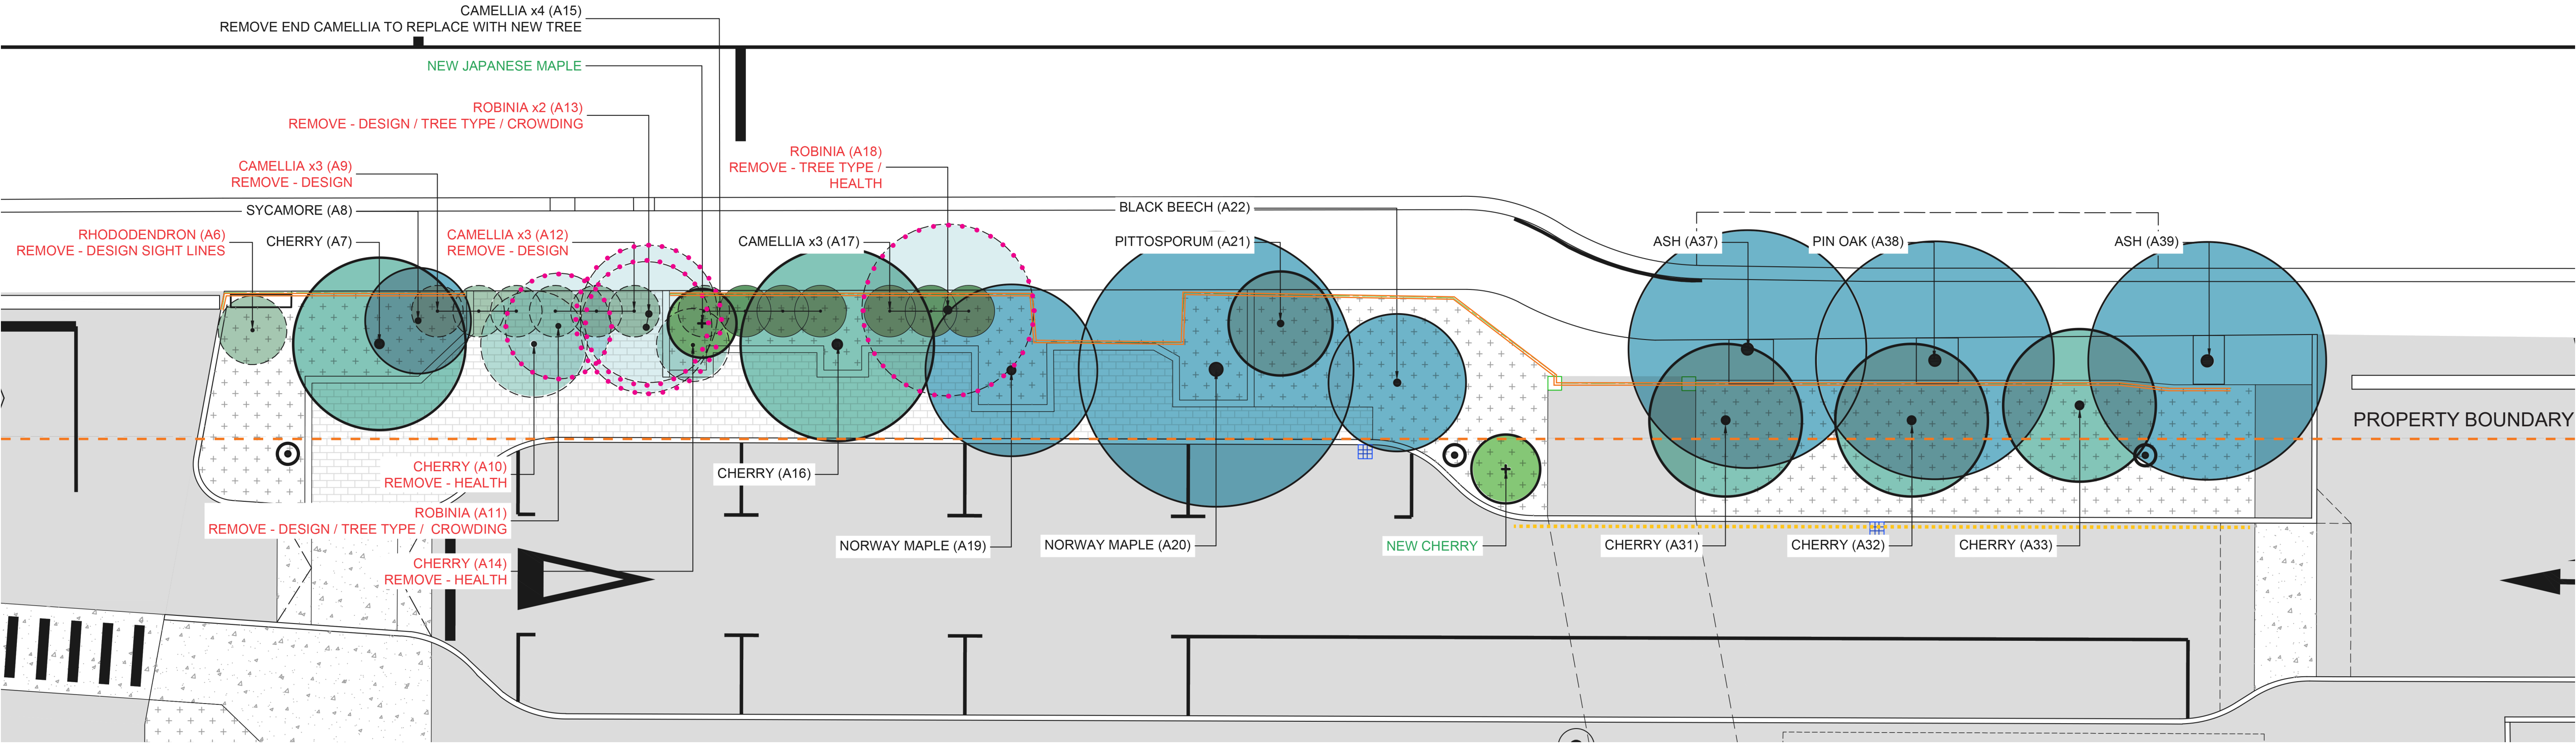 CAMELLIA x4 (A15)
REMOVE END CAMELLIA TO REPLACE WITH NEW TREE
NEW JAPANESE MAPLE
ROBINIA x2 (A13)
REMOVE - DESIGN / TREE TYPE / CROWDING
CAMELLIA x3 (A9)
REMOVE - DESIGN
ROBINIA (A18)
REMOVE - TREE TYPE /
HEALTH
SYCAMORE (A8)
BLACK BEECH (A22)
RHODODENDRON (A6)
REMOVE - DESIGN SIGHT LINES
CHERRY (A7)
CAMELLIA x3 (A12)
REMOVE - DESIGN
CAMELLIA x3 (A17)
PITTOSPORUM (A21)
ASH (A37)
PIN OAK (A38)
ASH (A39)
PROPERTY BOUNDARY
CHERRY (A10)
REMOVE - HEALTH
CHERRY (A16)
ROBINIA (A11)
REMOVE - DESIGN / TREE TYPE / CROWDING
CHERRY (A14)
REMOVE - HEALTH
NORWAY MAPLE (A19)
NORWAY MAPLE (A20)
NEW CHERRY
CHERRY (A31)
CHERRY (A32)
CHERRY (A33)